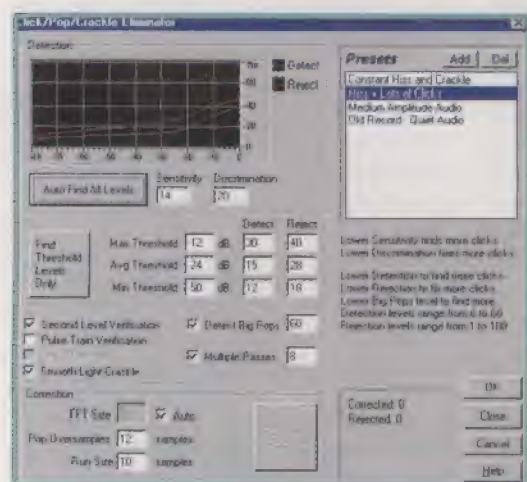 Click/Pop/Crackle Eliminator
Detection
Detect
Reject
-60
-40
-20
-0
Auto Find All Levels
Sensitivity
14
Discrimination
20
Find Threshold Levels Only
Detect Reject
Max Threshold 12 dB 30 40
Avg Threshold 24 dB 15 28
Min Threshold 50 dB 12 18
Second Level Verification
Detect Big Pops 60
Pulse Train Verification
Multiple Passes 8
Smooth Light Crackle
Correction
FFT Size
Auto
Pop Oversamples 12 samples
Run Size 10 samples
Presets Add Del
Constant Hiss and Crackle
Hiss + Lots of Clicks
Medium Amplitude Audio
Old Record - Quiet Audio
Lower Sensitivity finds more clicks
Lower Discrimination fixes more clicks
Lower Detection to find more clicks
Lower Rejection to fix more clicks
Lower Big Pops level to find more
Detection levels range from 6 to 60
Rejection levels range from 1 to 100
Corrected: 0
Rejected: 0
OK
Close
Cancel
Help